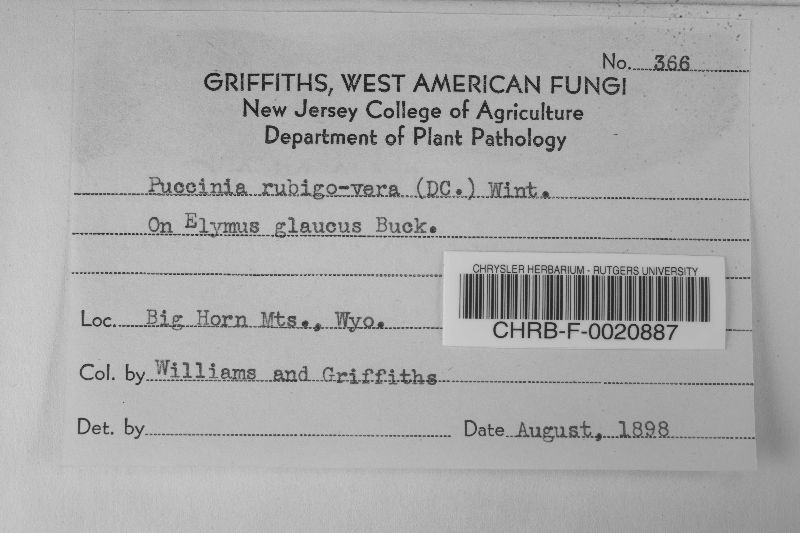 No. 366
GRIFFITHS, WEST AMERICAN FUNGI
New Jersey College of Agriculture
Department of Plant Pathology
Puccinia rubigo-vera (DC.) Wint.
On Elymus glaucus Buck.
CHRYSLER HERBARIUM - RUTGERS UNIVERSITY
CHRB-F-0020887
Loc. Big Horn Mts., Wyo.
Col. by Williams and Griffiths
Det. by
Date August, 1898